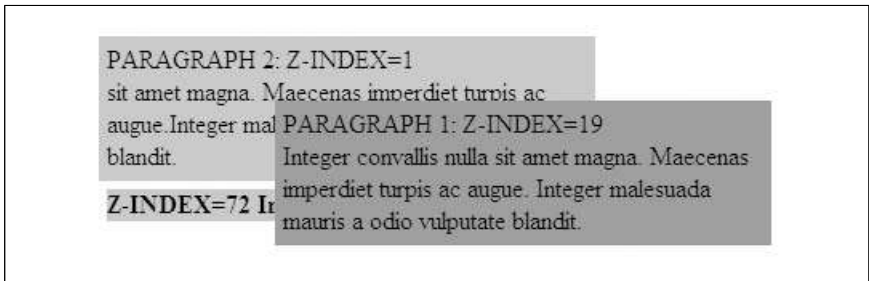 PARAGRAPH 2: Z-INDEX=1
sit amet magna. Maecenas imperdiet turpis ac
augue.Integer mal
blandit.
Z-INDEX=72 In
PARAGRAPH 1: Z-INDEX=19
Integer convallis nulla sit amet magna. Maecenas
imperdiet turpis ac augue. Integer malesuada
mauris a odio vulputate blandit.